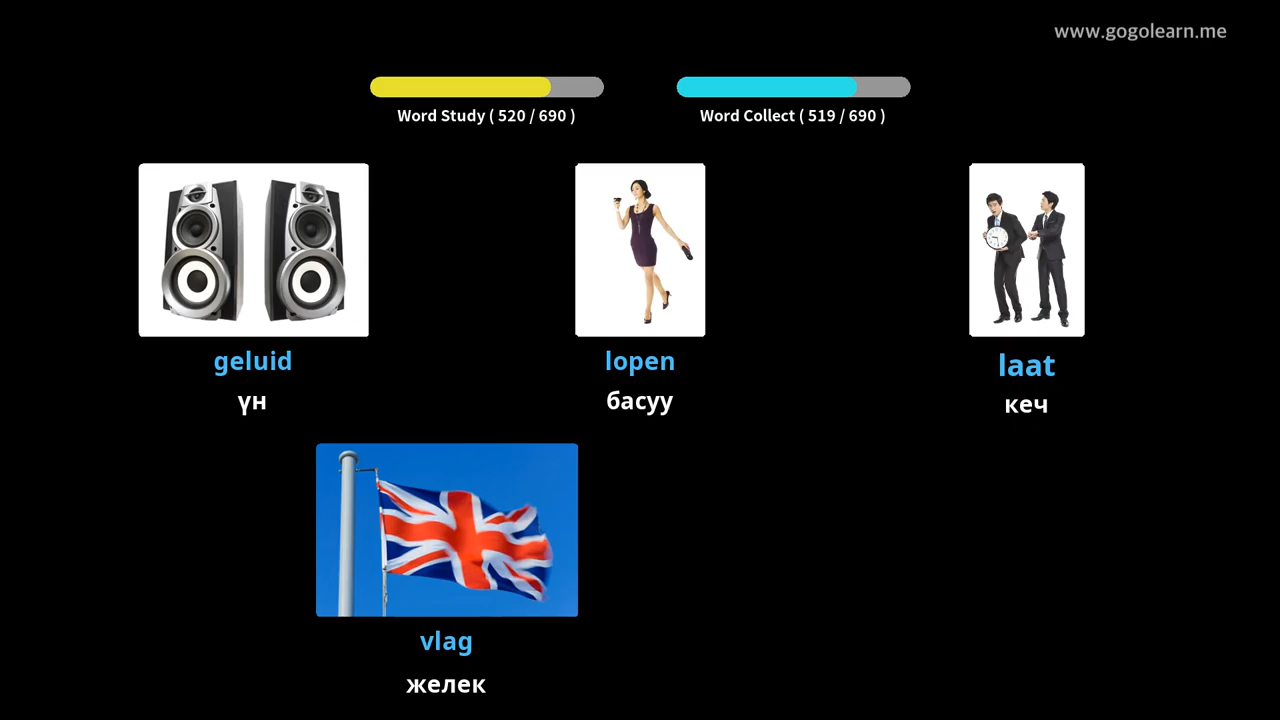 www.gogolearn.me
Word Study ( 520 / 690 )
Word Collect ( 519 / 690 )
geluid
үн
lopen
басуу
laat
кеч
vlag
желек